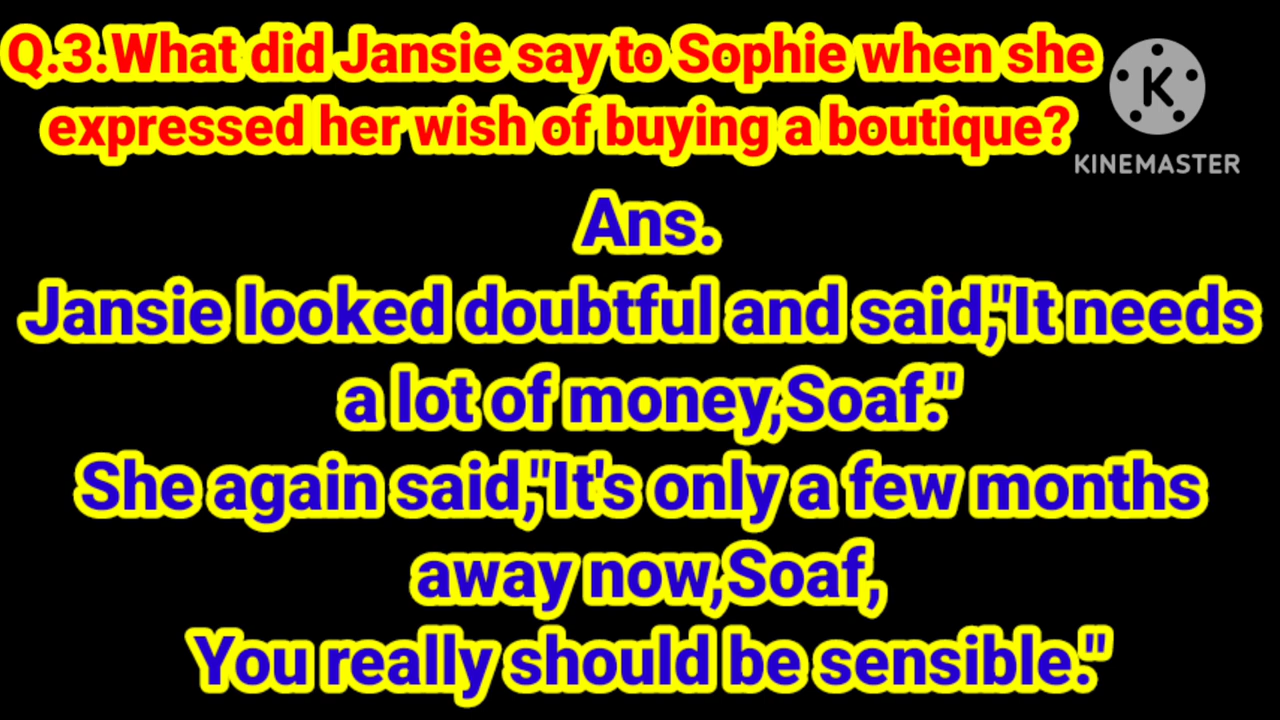 Q.3.What did Jansie say to Sophie when she
expressed her wish of buying a boutique?
K
KINEMASTER
Ans.
Jansie looked doubtful and said,"It needs
a lot of money,Soaf."
She again said,"It's only a few months
away now,Soaf,
You really should be sensible."